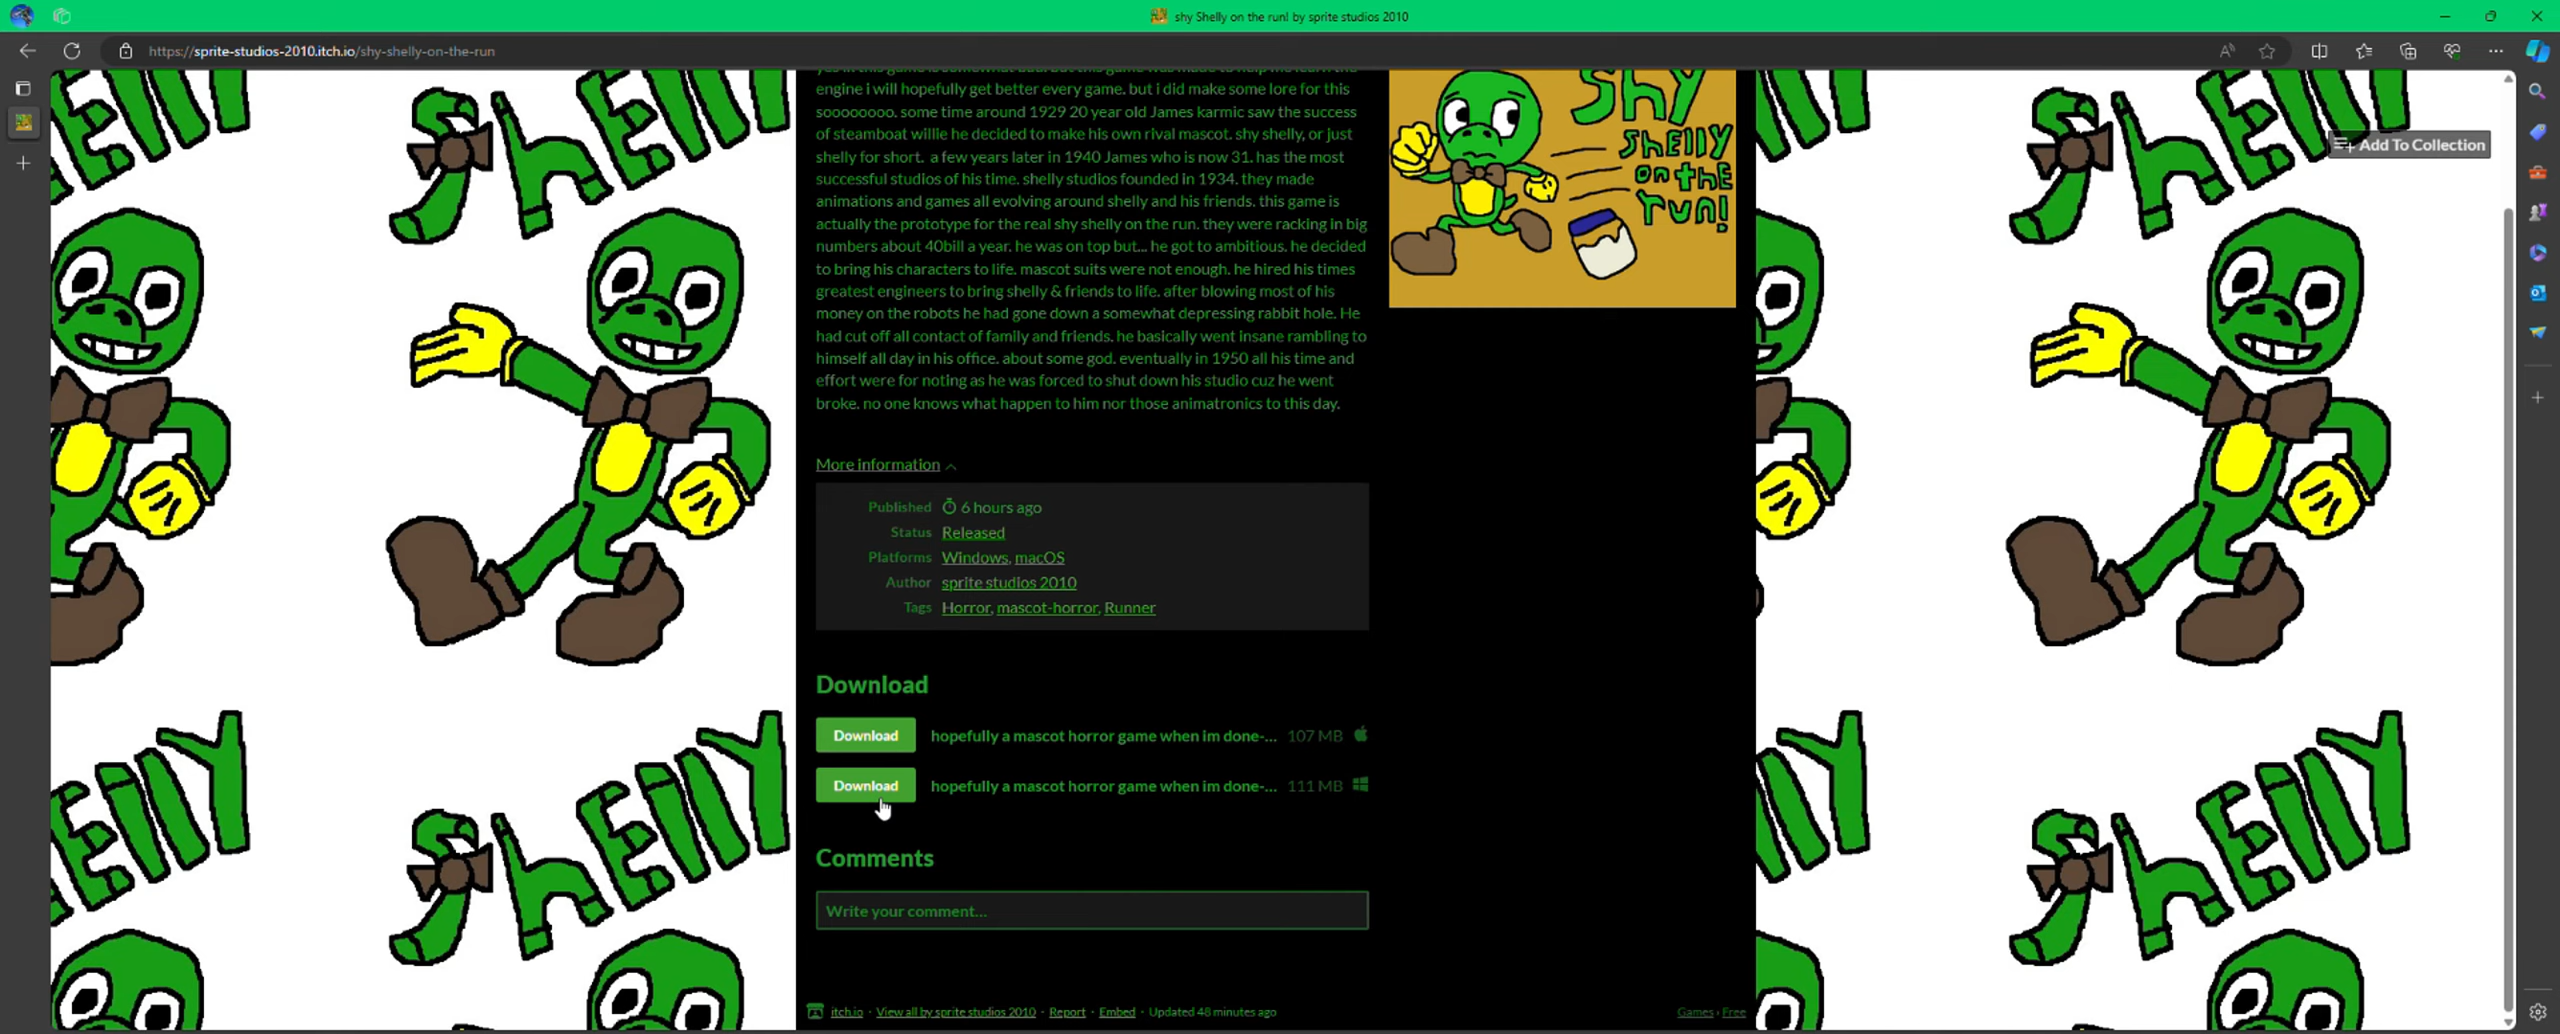 shy Shelly on the run! by sprite studios 2010
https://sprite-studios-2010.itch.io/shy-shelly-on-the-run
engine i will hopefully get better every game. but i did make some lore for this
soooooooo. some time around 1929 20 year old James karmic saw the success
of steamboat willie he decided to make his own rival mascot. shy shelly, or just
shelly for short. a few years later in 1940 James who is now 31. has the most
successful studios of his time. shelly studios founded in 1934. they made
animations and games all evolving around shelly and his friends. this game is
actually the prototype for the real shy shelly on the run. they were racking in big
numbers about 40bill a year. he was on top but... he got to ambitious. he decided
to bring his characters to life. mascot suits were not enough. he hired his times
greatest engineers to bring shelly & friends to life. after blowing most of his
money on the robots he had gone down a somewhat depressing rabbit hole. He
had cut off all contact of family and friends. he basically went insane rambling to
himself all day in his office. about some god. eventually in 1950 all his time and
effort were for noting as he was forced to shut down his studio cuz he went
broke. no one knows what happen to him nor those animatronics to this day.
Shy
Shelly
on the
run!
Add To Collection
More information
Published 6 hours ago
Status Released
Platforms Windows, macOS
Author sprite studios 2010
Tags Horror, mascot-horror, Runner
Download
Download hopefully a mascot horror game when im done-... 107 MB
Download hopefully a mascot horror game when im done-... 111 MB
Comments
Write your comment...
itch.io · View all by sprite studios 2010 · Report · Embed · Updated 48 minutes ago
Games › Free
Shelly
Shelly
Shelly
Shelly